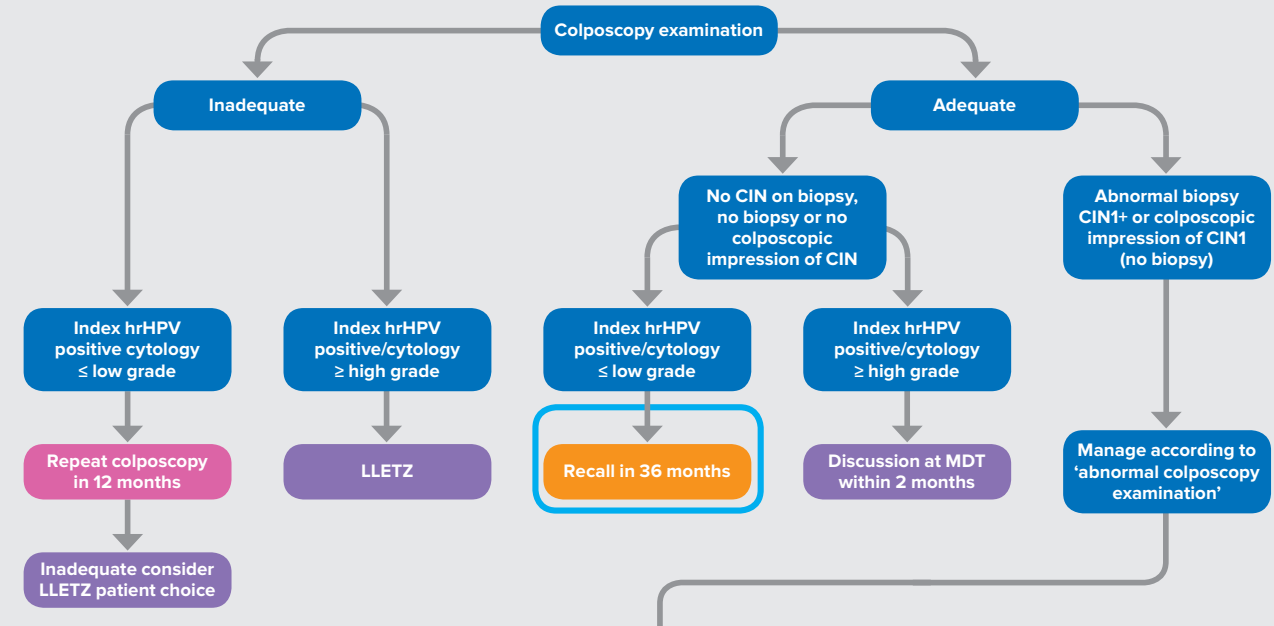 Colposcopy examination
Inadequate
Adequate
No CIN on biopsy,
no biopsy or no
colposcopic
impression of CIN
Abnormal biopsy
CIN1+ or colposcopic
impression of CIN1
(no biopsy)
Index hrHPV
positive cytology
≤ low grade
Index hrHPV
positive/cytology
≥ high grade
Index hrHPV
positive/cytology
≤ low grade
Index hrHPV
positive/cytology
≥ high grade
Repeat colposcopy
in 12 months
LLETZ
Recall in 36 months
Discussion at MDT
within 2 months
Manage according to
‘abnormal colposcopy
examination’
Inadequate consider
LLETZ patient choice